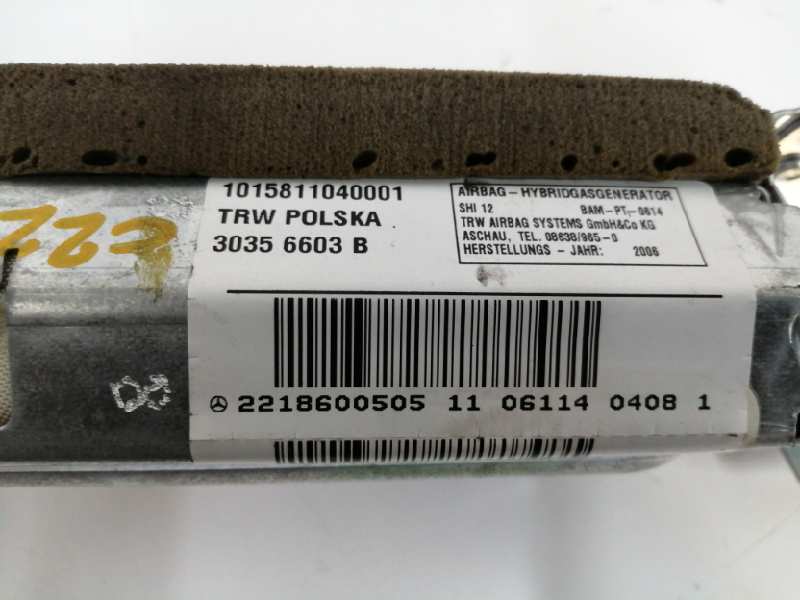 1015811040001
TRW POLSKA
3035 6603 B
AIRBAG - HYBRIDGASGENERATOR
SHI 12 BAM-PT,-0614
TRW AIRBAG SYSTEMS GmbH&Co KG
ASCHAU, TEL. 08638/985-0
HERSTELLUNGS - JAHR: 2006
2218600505 11 06114 0408 1